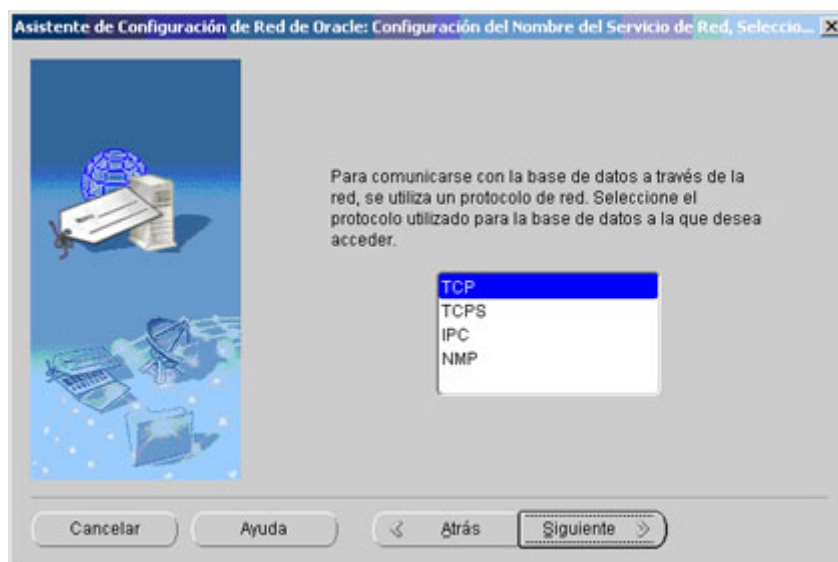 Asistente de Configuración de Red de Oracle: Configuración del Nombre del Servicio de Red, Seleccio...
Para comunicarse con la base de datos a través de la
red, se utiliza un protocolo de red. Seleccione el
protocolo utilizado para la base de datos a la que desea
acceder.
TCP
TCPS
IPC
NMP
Cancelar
Ayuda
Atrás
Siguiente